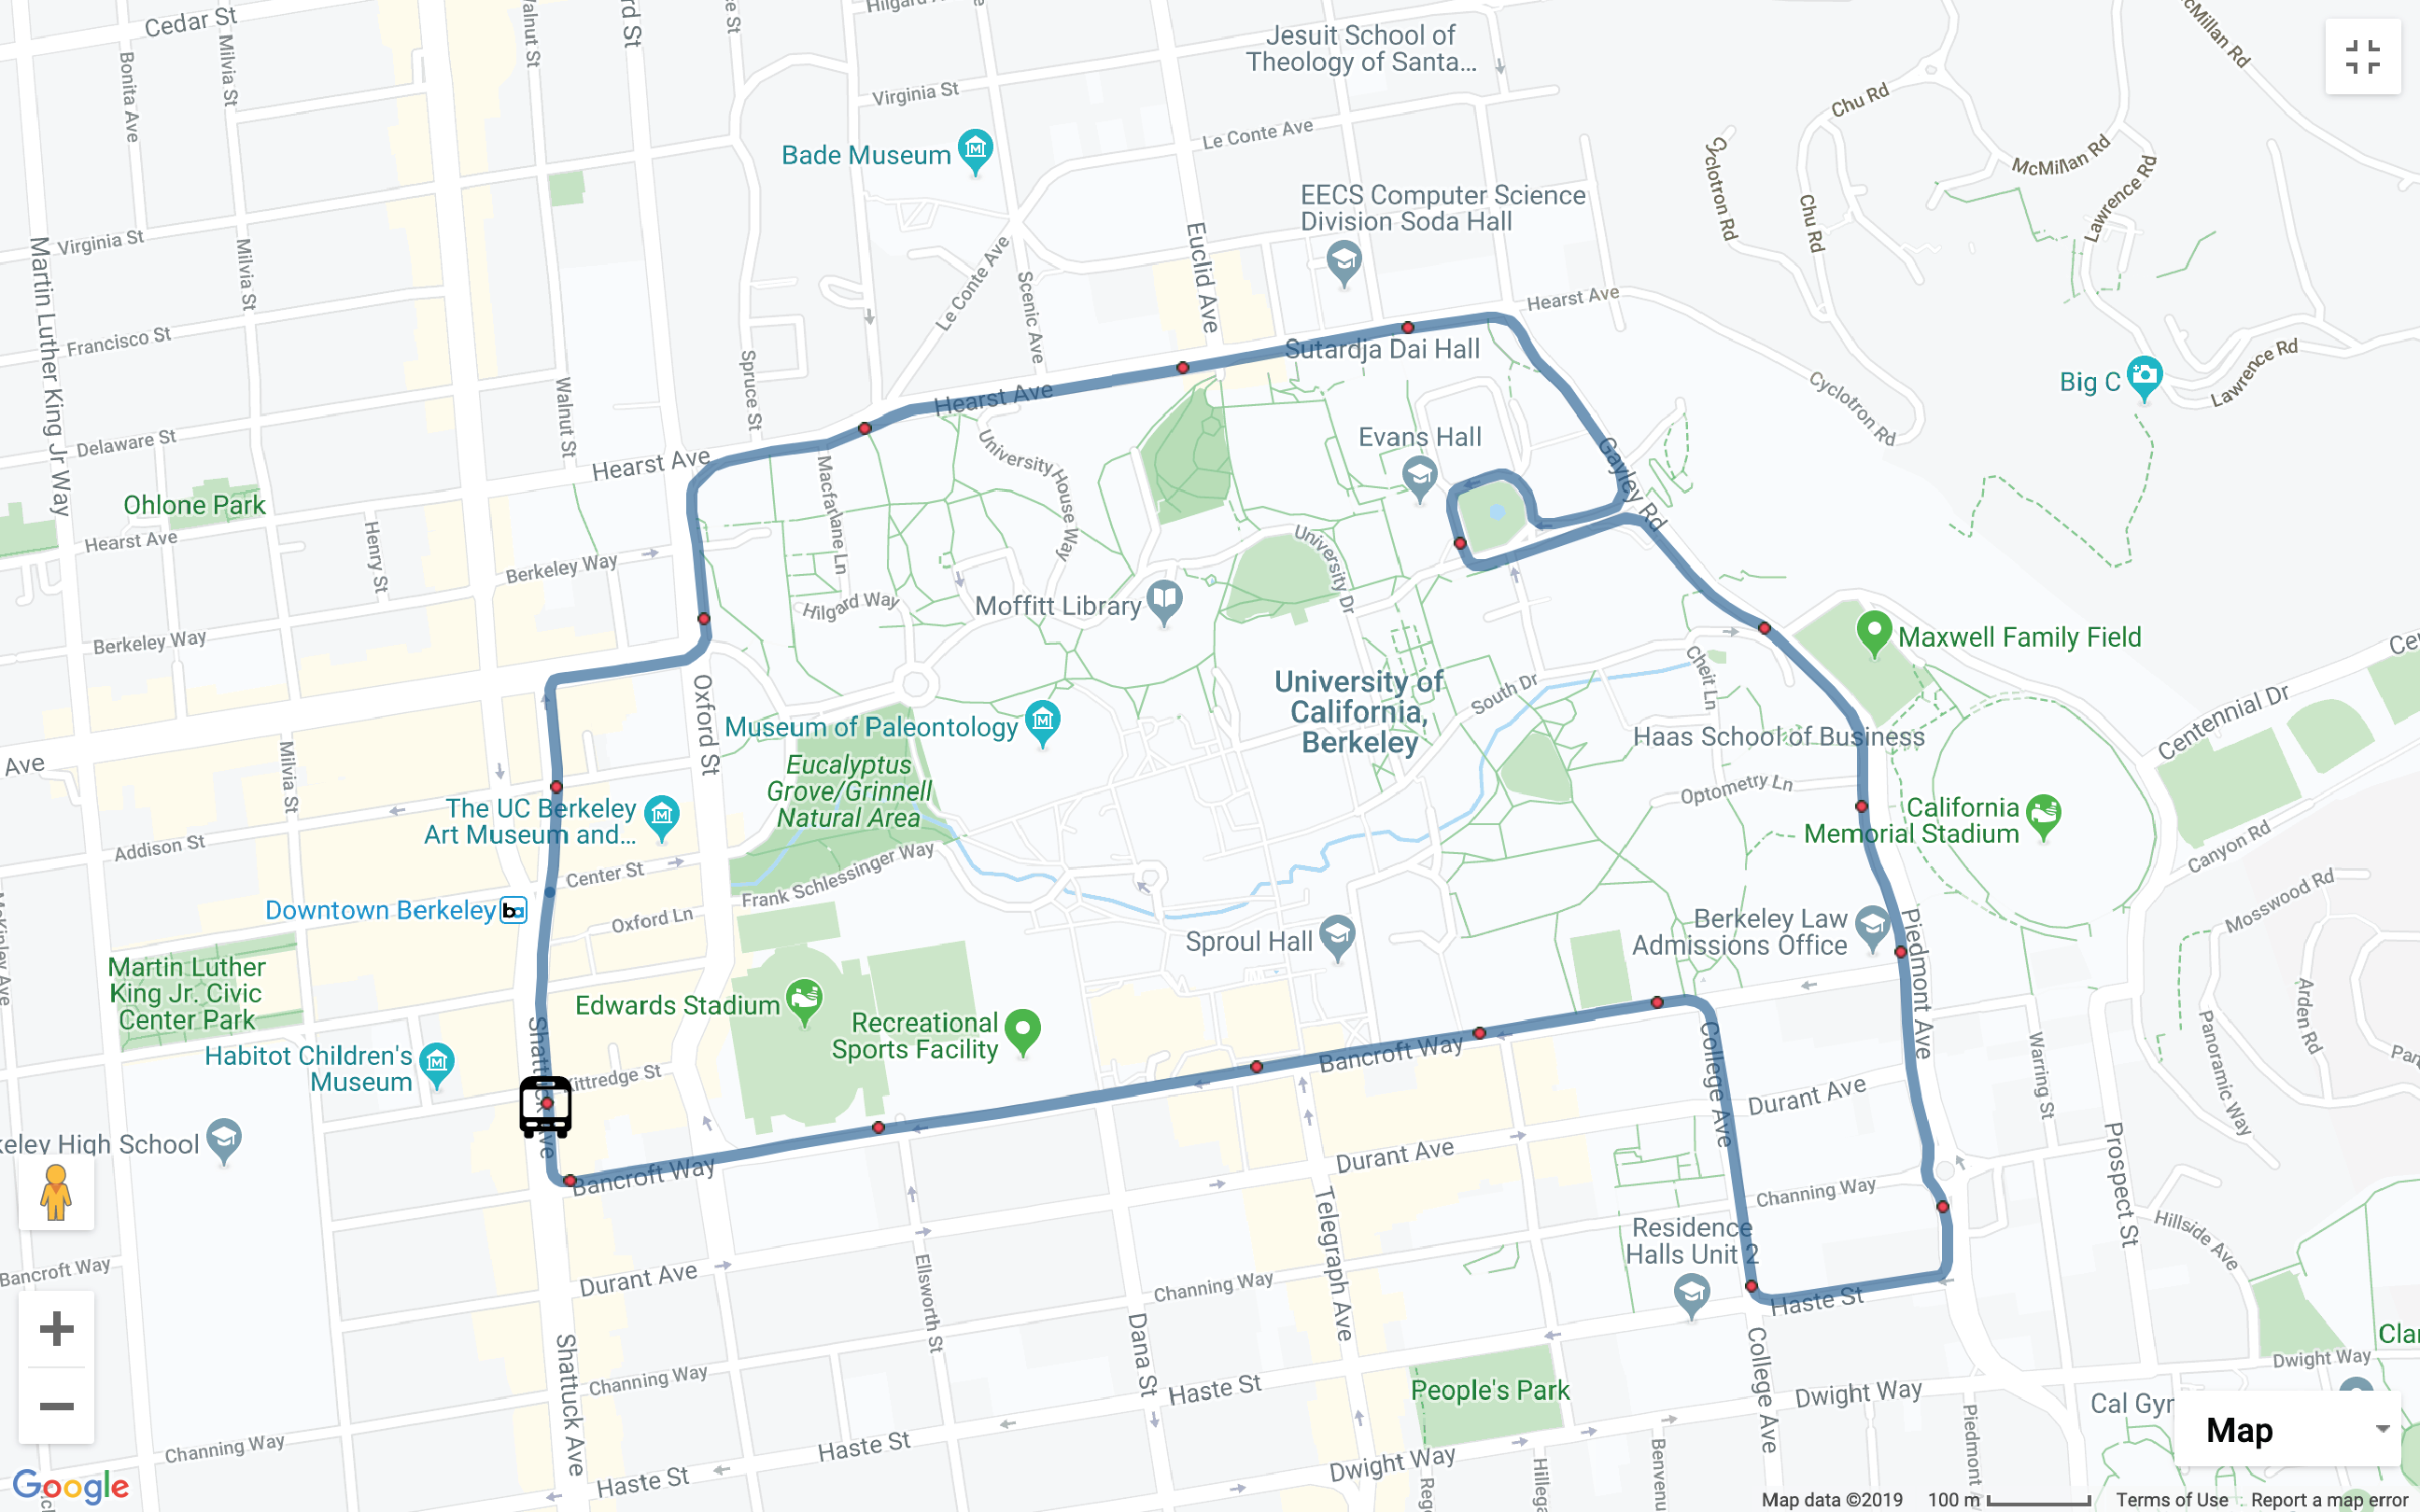 Cedar St
Bonita Ave
Milvia St
Walnut St
rd St
Hilgard
Jesuit School of
Theology of Santa...
McMillan Rd
Virginia St
Le Conte Ave
Chu Rd
McMillan Rd
Lawrence Rd
Cyclotron Rd
Chu Rd
Bade Museum
EECS Computer Science
Division Soda Hall
Virginia St
Milvia St
Martin Luther King Jr Way
Euclid Ave
Le Conte Ave
Scenic Ave
Hearst Ave
Francisco St
Spruce St
Walnut St
Sutardja Dai Hall
Lawrence Rd
Big C
Cyclotron Rd
Hearst Ave
Delaware St
Evans Hall
Gayley Rd
Hearst Ave
University House Way
Macfarlane Ln
Ohlone Park
Hearst Ave
Henry St
Berkeley Way
University Dr
Hilgard Way
Moffitt Library
Berkeley Way
Maxwell Family Field
Cheit Ln
South Dr
University of
California,
Berkeley
Oxford St
Museum of Paleontology
Centennial Dr
Haas School of Business
Ave
Milvia St
Eucalyptus
Grove/Grinnell
Natural Area
Optometry Ln
The UC Berkeley
Art Museum and...
California
Memorial Stadium
Addison St
Canyon Rd
Center St
Frank Schlessinger Way
Mosswood Rd
Downtown Berkeley
Oxford Ln
Berkeley Law
Admissions Office
Sproul Hall
Piedmont Ave
Martin Luther
King Jr. Civic
Center Park
Edwards Stadium
Arden Rd
Recreational
Sports Facility
Panoramic Way
Habitot Children's
Museum
Bancroft Way
College Ave
Warring St
Kittredge St
Shattuck Ave
Durant Ave
keley High School
Durant Ave
Bancroft Way
Channing Way
Prospect St
Telegraph Ave
Residence
Halls Unit 2
Hillside Ave
Bancroft Way
Ellsworth St
Durant Ave
Channing Way
Haste St
Dana St
College Ave
Shattuck Ave
Channing Way
Dwight Way
Haste St
People's Park
Dwight Way
Cal Gyr
Piedmont
Map
Channing Way
Haste St
Dwight Way
Benvenu
Hillega
Haste St
Google
Map data ©2019
100 m
Terms of Use
Report a map error